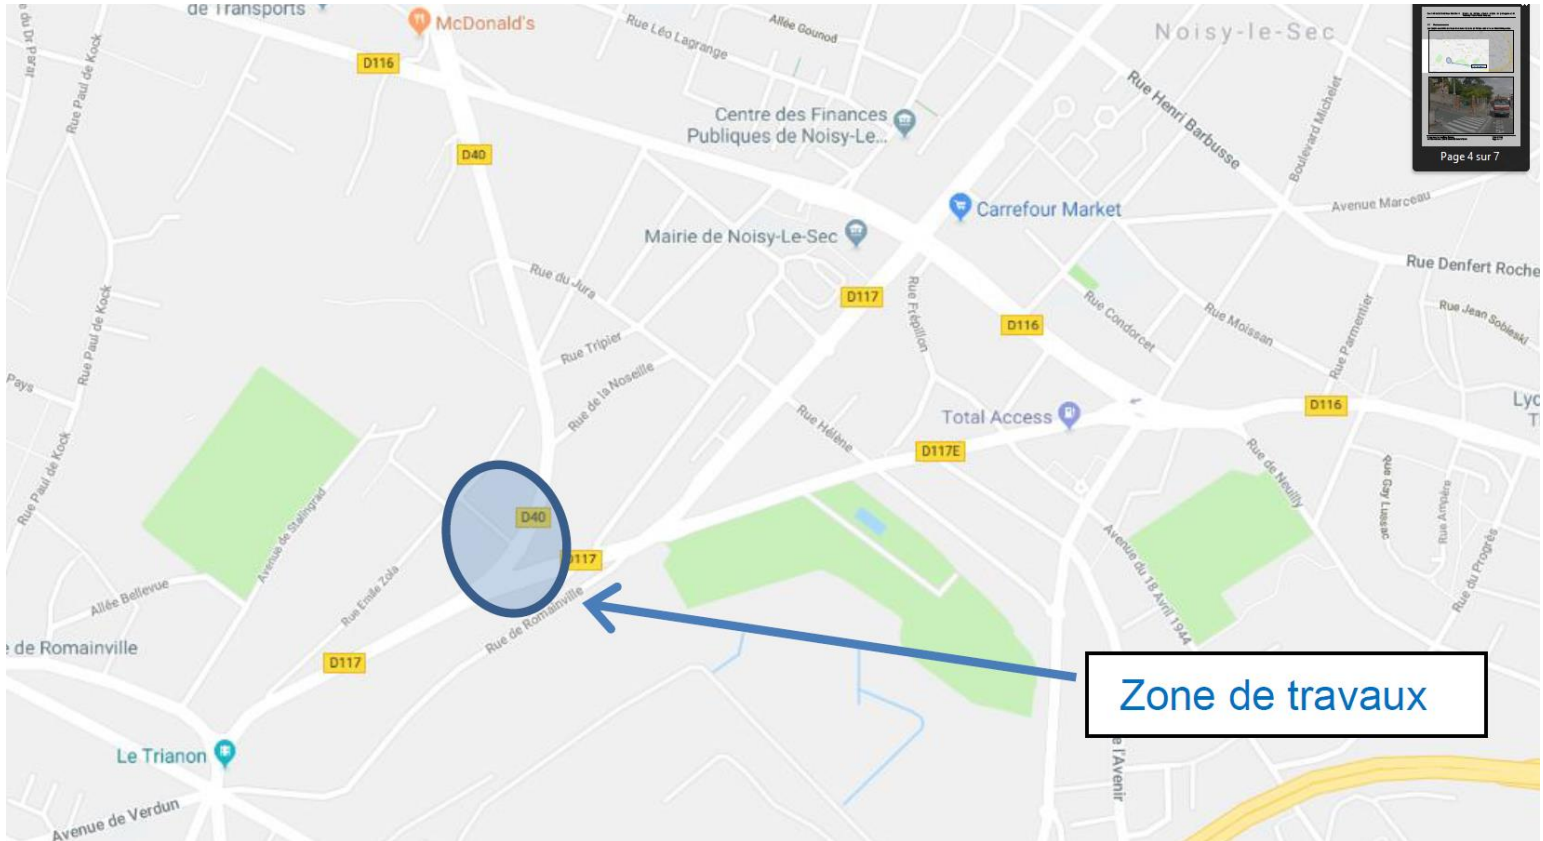 de Transports
McDonald's
Rue Léo Lagrange
Allée Gounod
Noisy-le-Sec
Rue Paul de Kock
D116
Rue Henri Barbusse
Boulevard Michelet
Centre des Finances
Publiques de Noisy-Le...
Page 4 sur 7
D40
Carrefour Market
Avenue Marceau
Mairie de Noisy-Le-Sec
Rue du Jura
Rue Denfert Roche
D117
Rue Frépillon
Rue Condorcet
Rue Moissan
Rue Parmentier
Rue Jean Sobieski
D116
Rue Paul de Kock
Rue Tripier
Rue de la Noseille
Pays
Rue Hélène
Total Access
D116
Lyc
T
D117E
Rue Paul de Kock
Rue de Neuilly
Rue Gay Lussac
Rue Ampère
Avenue de Stalingrad
D40
D117
Avenue du 18 Avril 1944
Rue du Progrès
Allée Bellevue
Rue Emile Zola
Rue de Romainville
e de Romainville
D117
Zone de travaux
Le Trianon
e l'Avenir
Avenue de Verdun